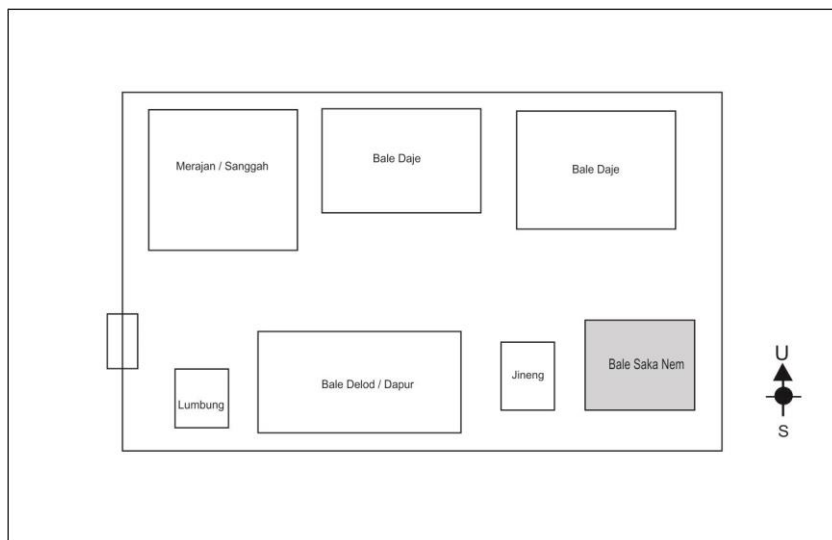 Merajan / Sanggah
Bale Daje
Bale Daje
Lumbung
Bale Delod / Dapur
Jineng
Bale Saka Nem
U
S